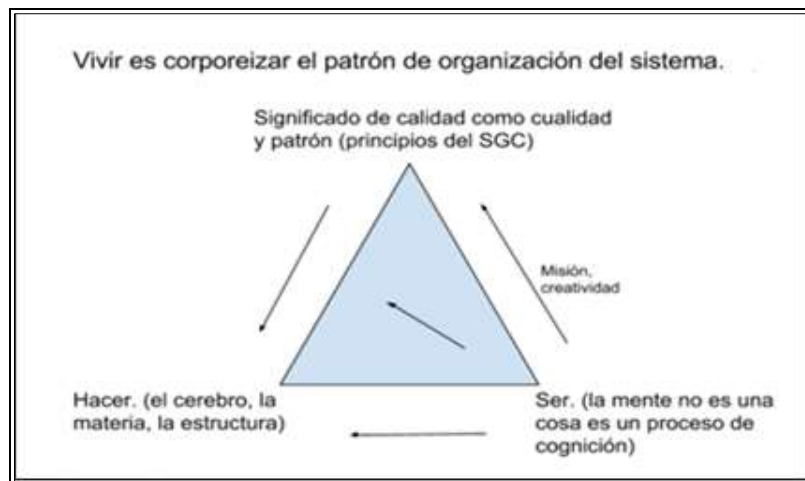 Vivir es corporeizar el patrón de organización del sistema.
Significado de calidad como cualidad
y patrón (principios del SGC)
Misión,
creatividad
Hacer. (el cerebro, la
materia, la estructura)
Ser. (la mente no es una
cosa es un proceso de
cognición)